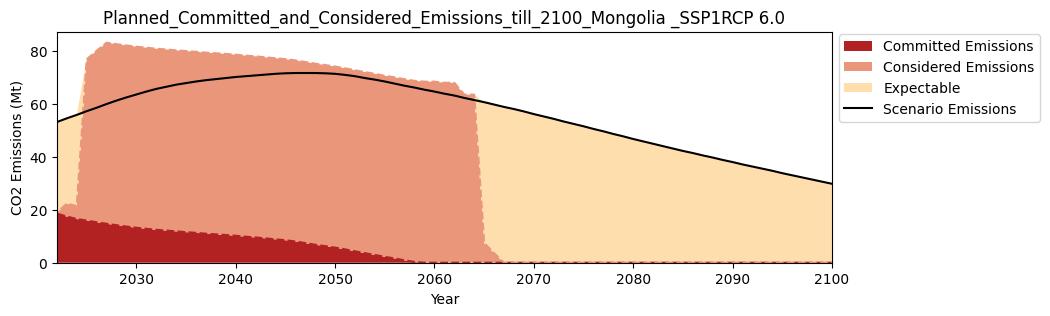 Planned_Committed_and_Considered_Emissions_till_2100_Mongolia _SSP1RCP 6.0
CO2 Emissions (Mt)
80
60
40
20
0
2030
2040
2050
2060
2070
2080
2090
2100
Year
Committed Emissions
Considered Emissions
Expectable
Scenario Emissions